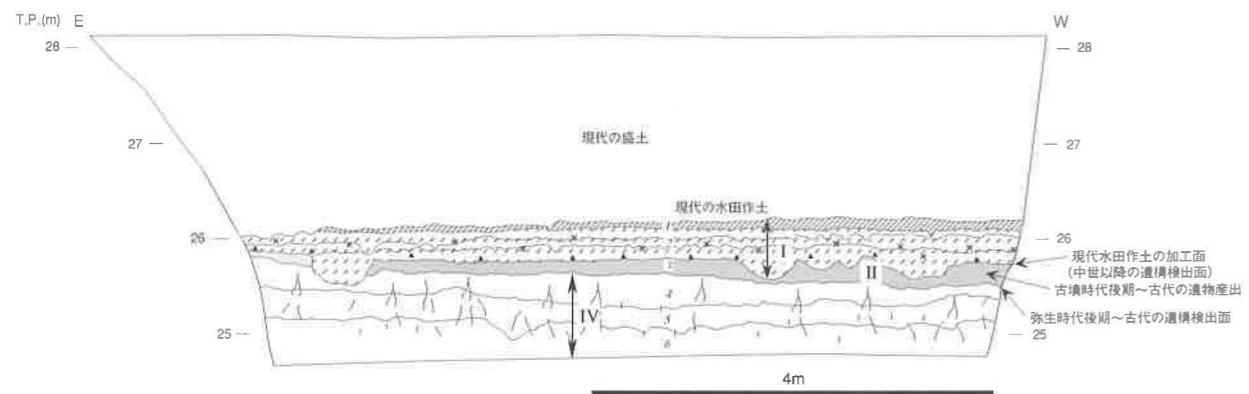 T.P.(m) E
W
28
28
現代の盛土
27
27
現代の水田作土
26
I
26
II
現代水田作土の加工面
(中世以降の遺構検出面)
古墳時代後期〜古代の遺物産出
弥生時代後期〜古代の遺構検出面
IV
4
5
6
25
25
4m